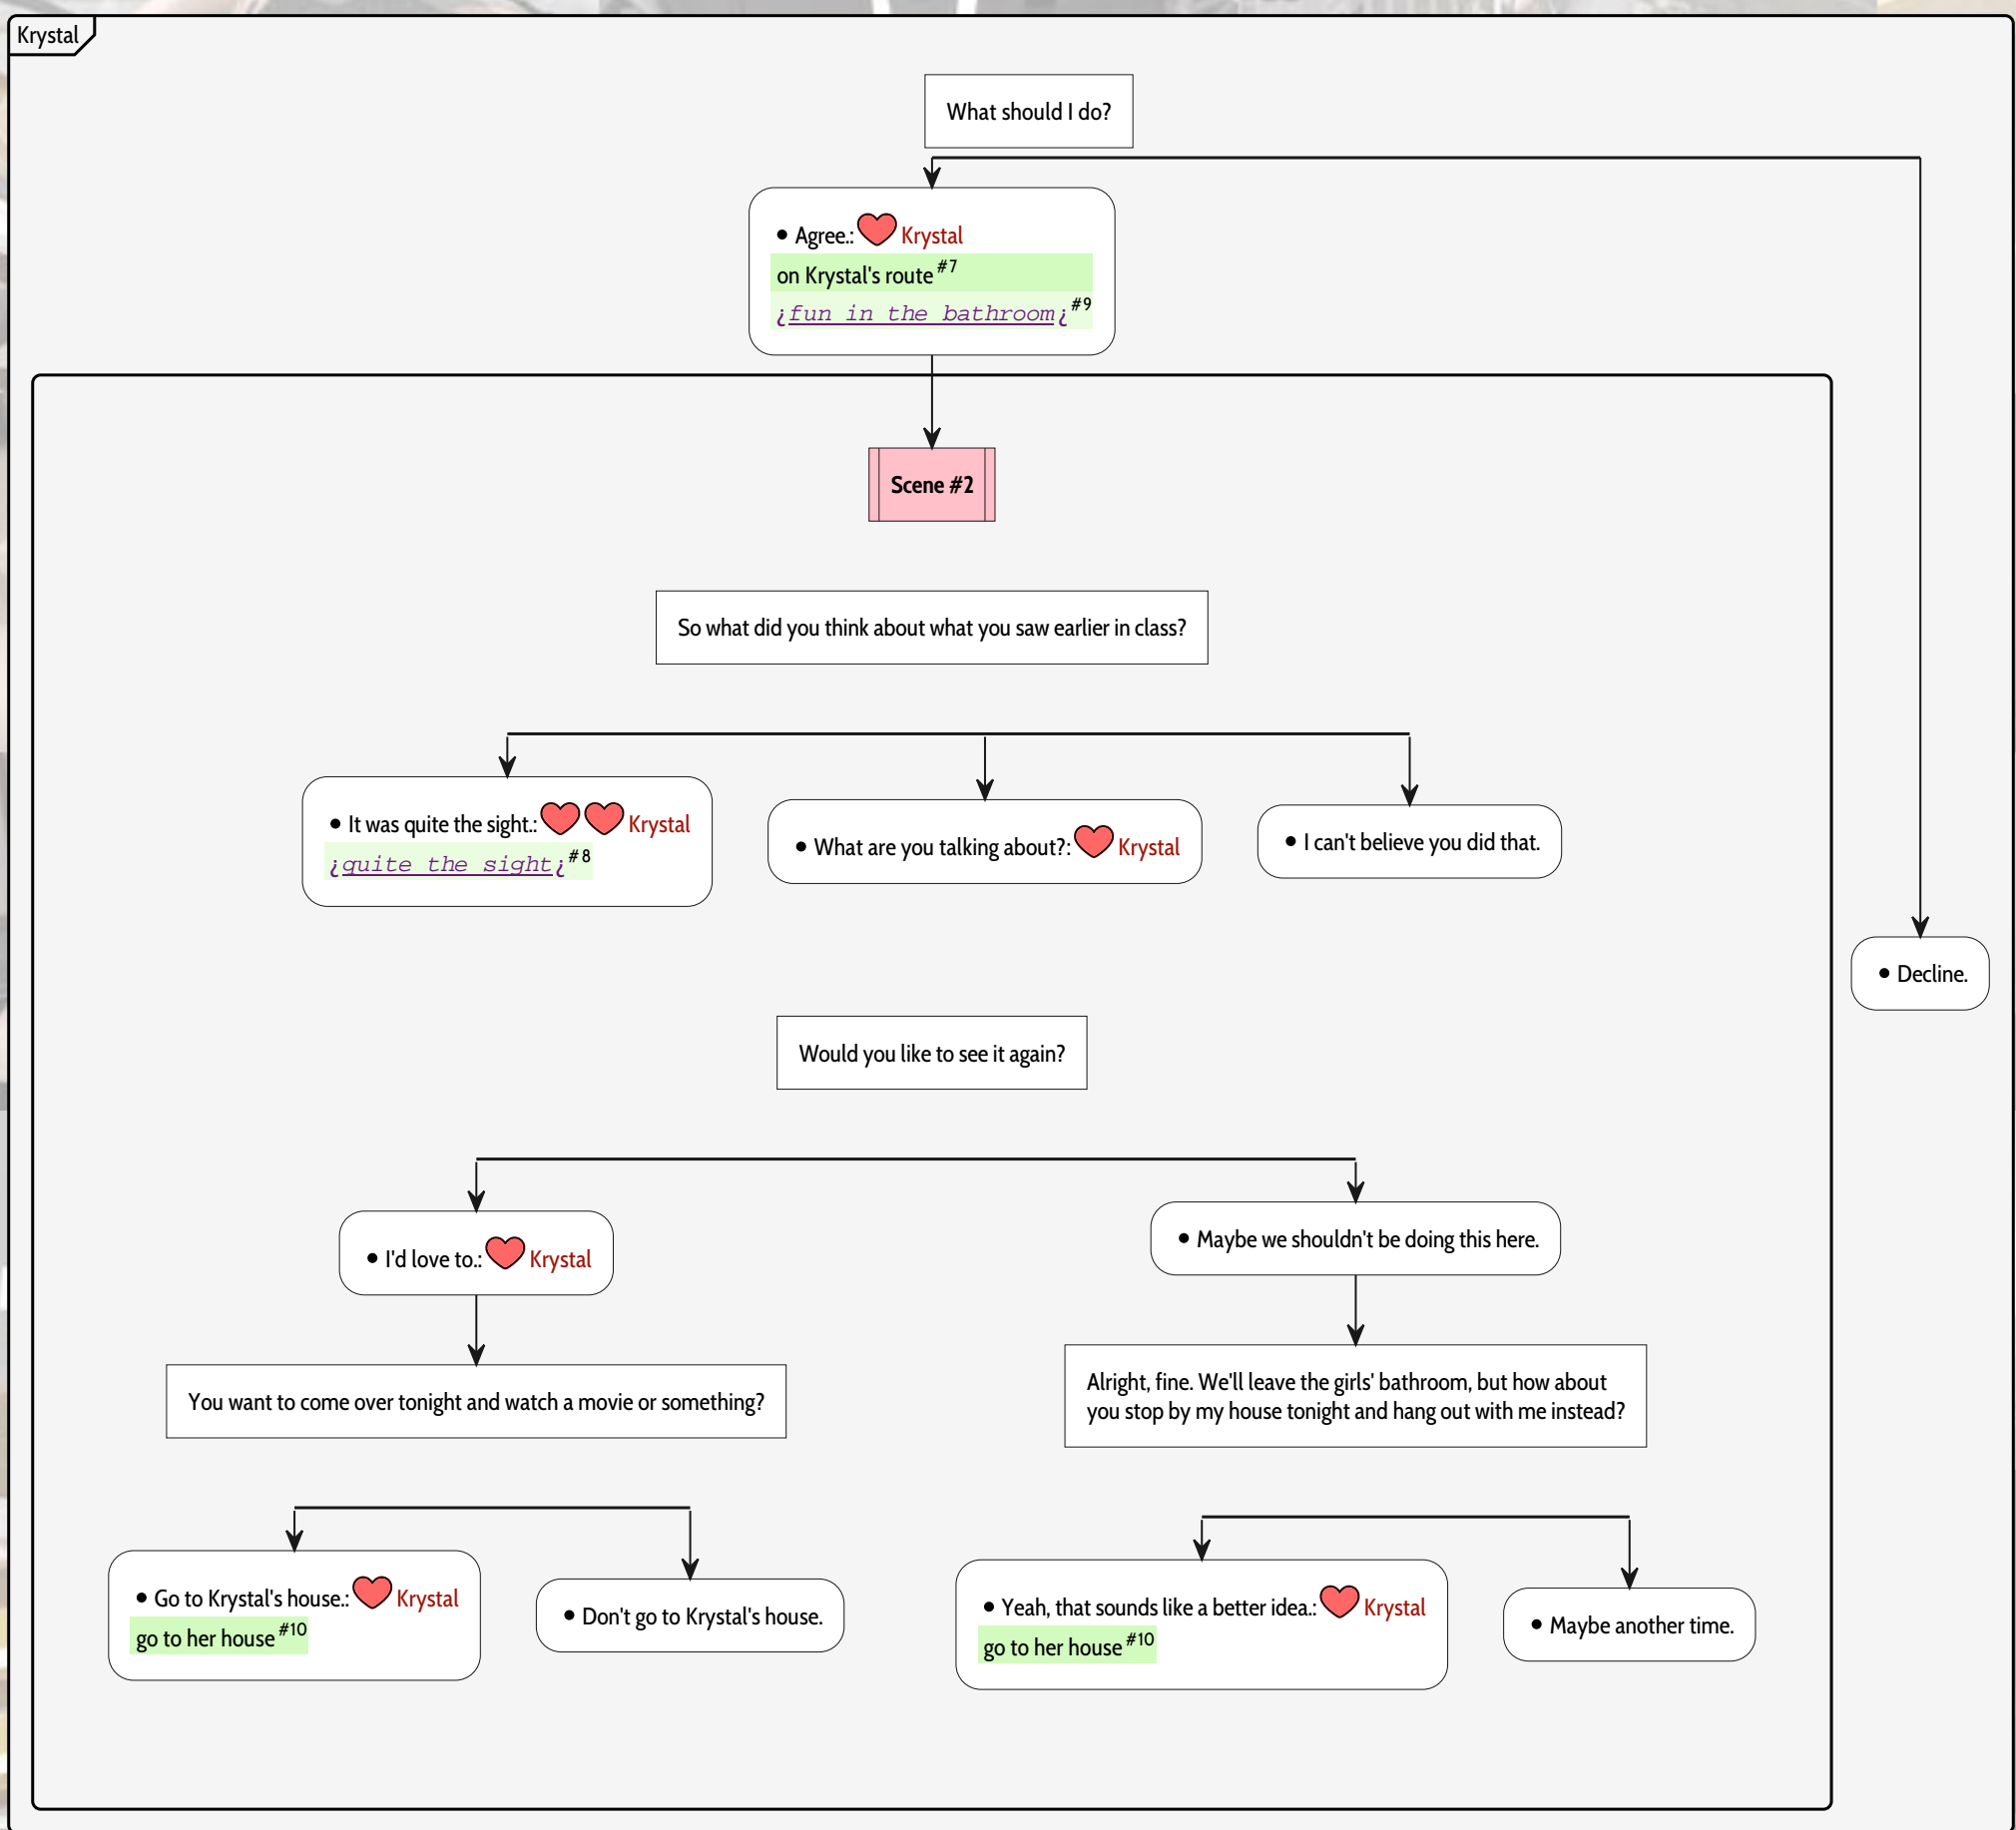 Krystal
What should I do?
• Agree.: Krystal
on Krystal's route #7
¿fun in the bathroom¿ #9
Scene #2
So what did you think about what you saw earlier in class?
• It was quite the sight.: Krystal
¿quite the sight¿ #8
• What are you talking about?: Krystal
• I can't believe you did that.
• Decline.
Would you like to see it again?
• I'd love to.: Krystal
• Maybe we shouldn't be doing this here.
You want to come over tonight and watch a movie or something?
Alright, fine. We'll leave the girls' bathroom, but how about
you stop by my house tonight and hang out with me instead?
• Go to Krystal's house.: Krystal
go to her house #10
• Don't go to Krystal's house.
• Yeah, that sounds like a better idea.: Krystal
go to her house #10
• Maybe another time.